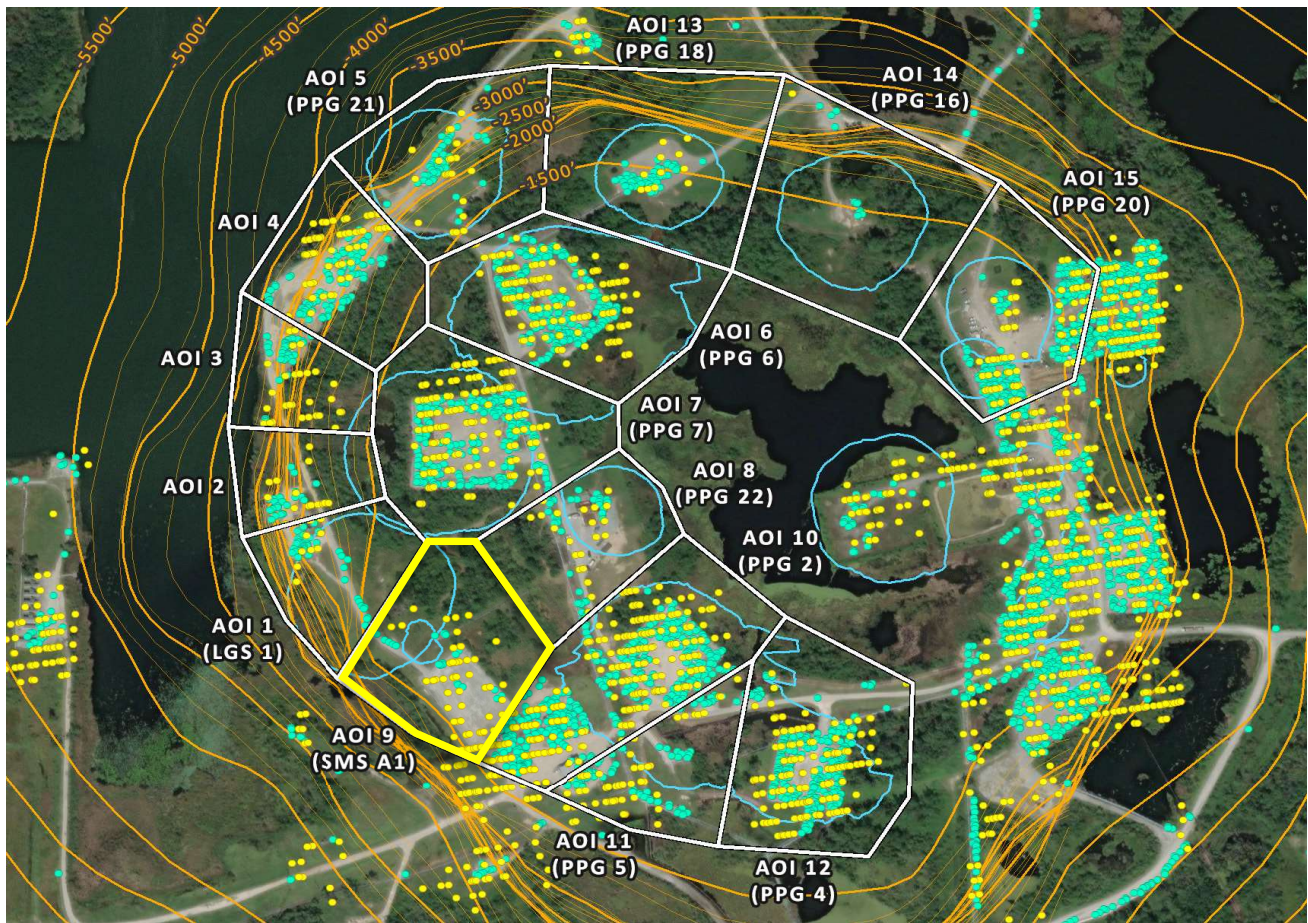 -5500'
-5000'
-4500'
-4000'
-3500'
-3000'
-2500'
-2000'
-1500'
AOI 13
(PPG 18)
AOI 14
(PPG 16)
AOI 5
(PPG 21)
AOI 15
(PPG 20)
AOI 4
AOI 3
AOI 6
(PPG 6)
AOI 7
(PPG 7)
AOI 8
(PPG 22)
AOI 2
AOI 10
(PPG 2)
AOI 1
(LGS 1)
AOI 9
(SMS A1)
AOI 11
(PPG 5)
AOI 12
(PPG 4)